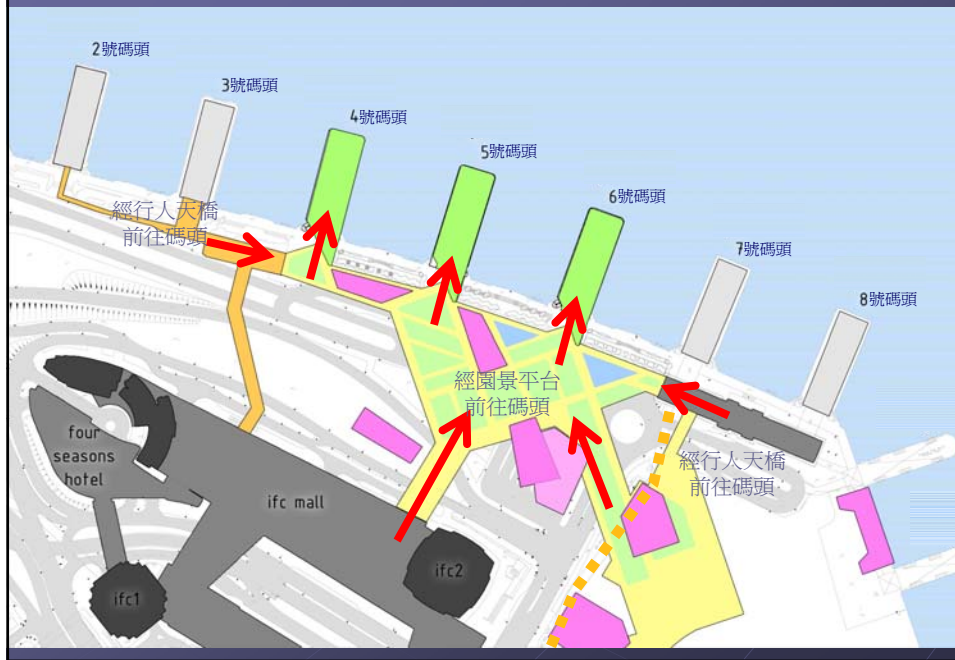 2號碼頭
3號碼頭
4號碼頭
5號碼頭
6號碼頭
7號碼頭
8號碼頭
經行人天橋
前往碼頭
經園景平台
前往碼頭
經行人天橋
前往碼頭
four
seasons
hotel
ifc mall
ifc2
ifc1